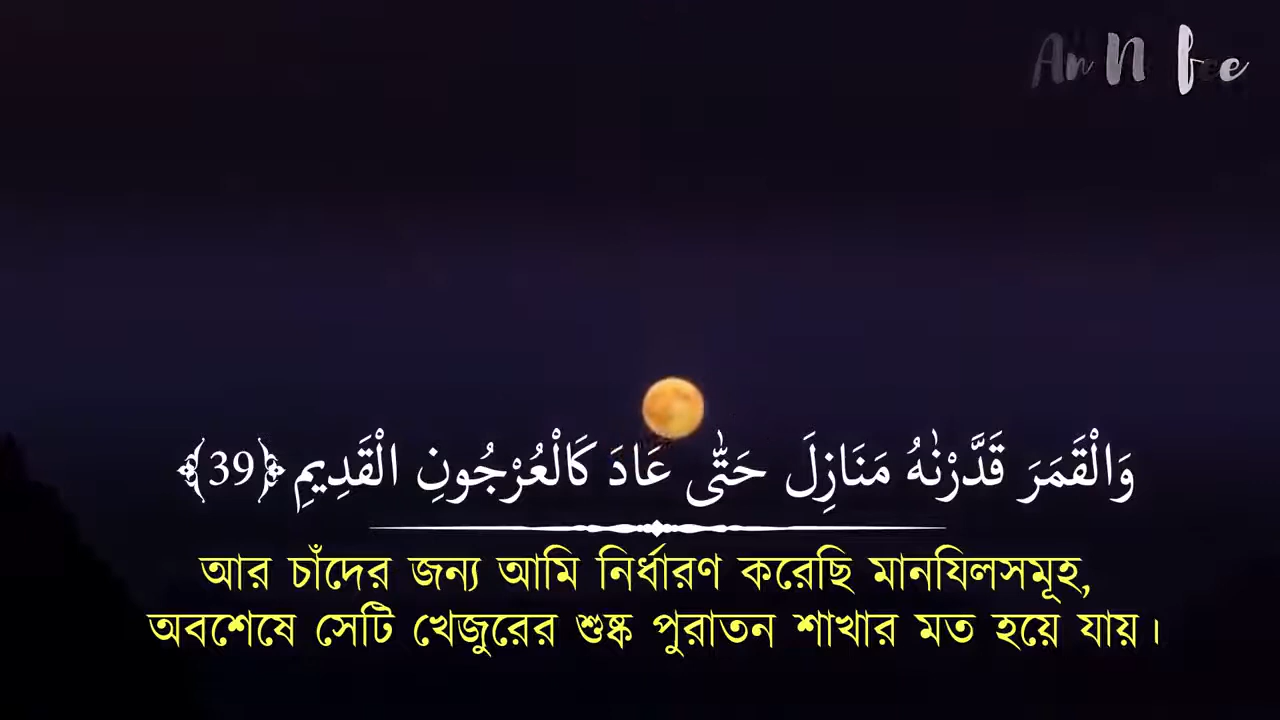 وَالْقَمَرَ قَدَّرْنٰهُ مَنَازِلَ حَتّٰى عَادَ كَالْعُرْجُونِ الْقَدِيمِ ﴿39﴾
আর চাঁদের জন্য আমি নির্ধারণ করেছি মানযিলসমূহ,
অবশেষে সেটি খেজুরের শুষ্ক পুরাতন শাখার মত হয়ে যায়।